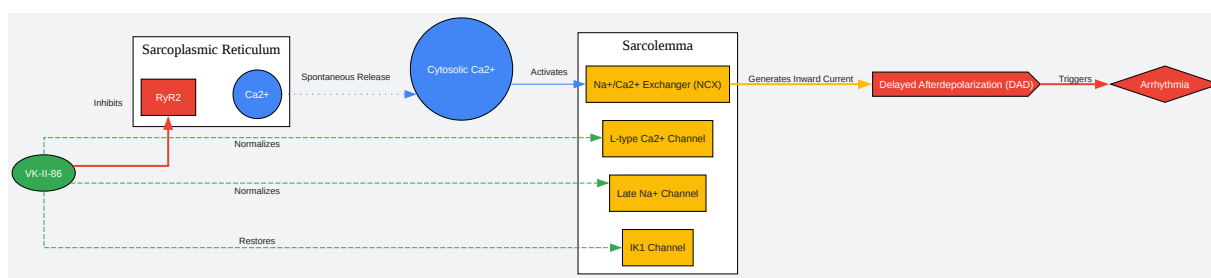 Sarcoplasmic Reticulum
RyR2
Ca2+
Inhibits
Spontaneous Release
Cytosolic Ca2+
Activates
Sarcolemma
Na+/Ca2+ Exchanger (NCX)
Generates Inward Current
Delayed Afterdepolarization (DAD)
Triggers
Arrhythmia
L-type Ca2+ Channel
Normalizes
VK-II-86
Late Na+ Channel
Normalizes
Restores
IK1 Channel